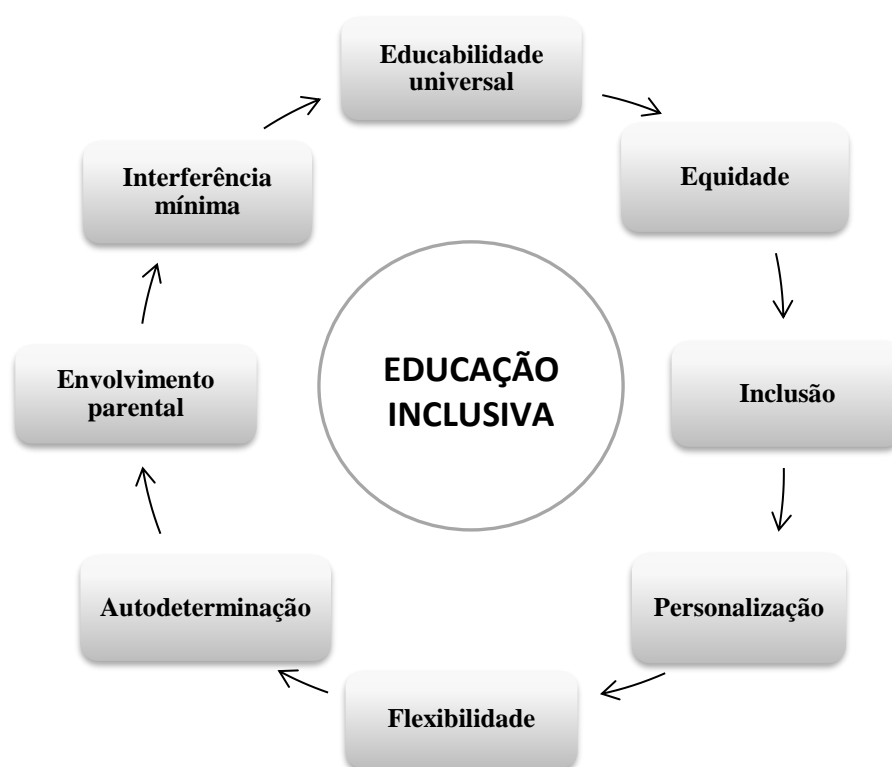 Educabilidade
universal
Equidade
Inclusão
Personalização
Flexibilidade
Autodeterminação
Envolvimento
parental
Interferência
mínima
EDUCAÇÃO
INCLUSIVA